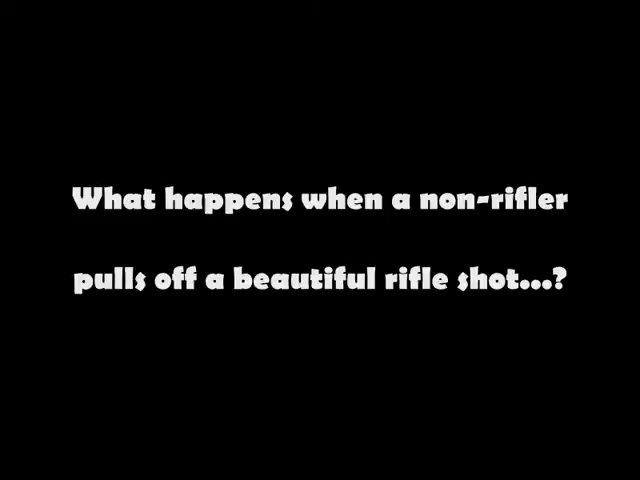 What happens when a non-rifler
pulls off a beautiful rifle shot...?